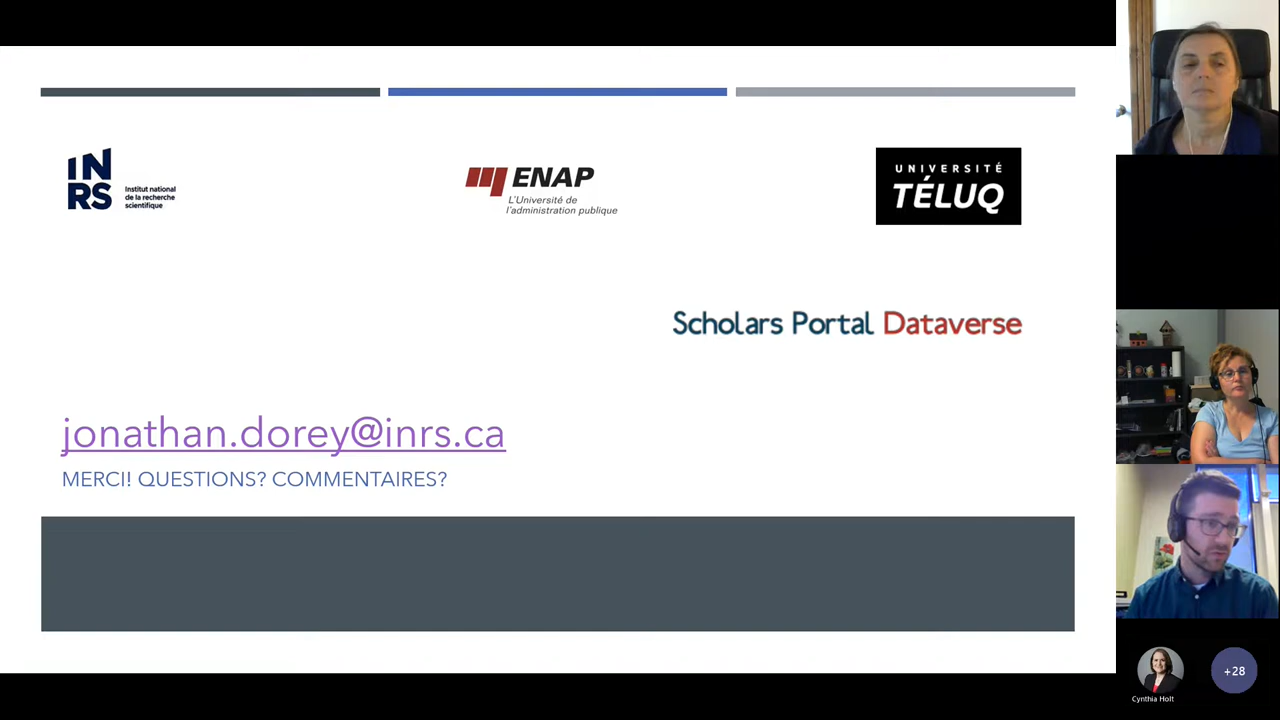 INRS
Institut national
de la recherche
scientifique
ENAP
L'Université de
l'administration publique
UNIVERSITÉ
TÉLUQ
Scholars Portal Dataverse
jonathan.dorey@inrs.ca
MERCI! QUESTIONS? COMMENTAIRES?
Cynthia Holt
+28